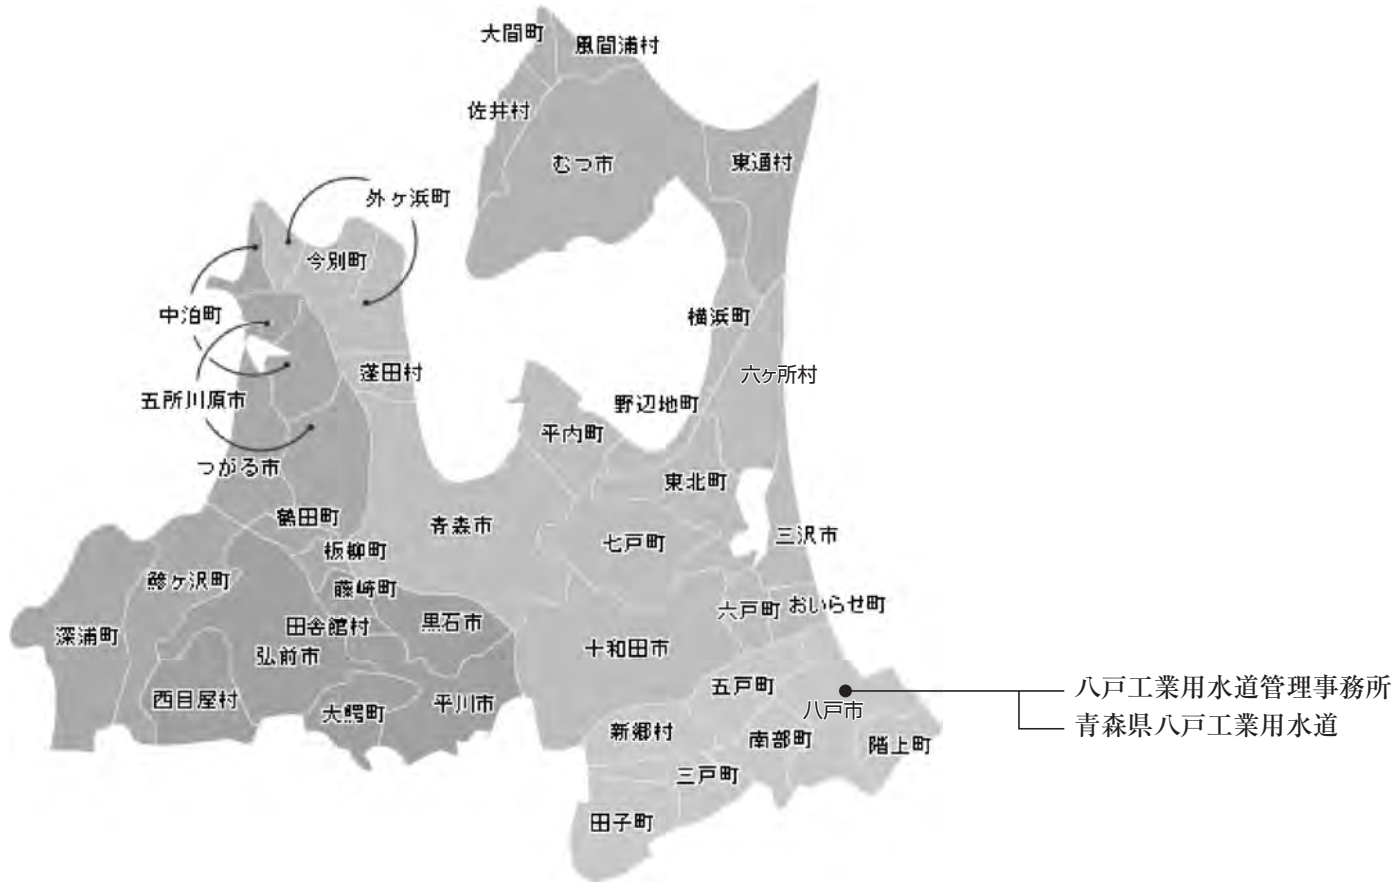 大間町
風間浦村
佐井村
むつ市
東通村
外ヶ浜町
今別町
中泊町
横浜町
蓬田村
六ヶ所村
五所川原市
野辺地町
平内町
つがる市
東北町
鶴田町
青森市
三沢市
板柳町
七戸町
鰺ヶ沢町
藤崎町
六戸町
おいらせ町
田舎館村
黒石市
深浦町
弘前市
十和田市
五戸町
八戸工業用水道管理事務所
西目屋村
大鰐町
平川市
八戸市
青森県八戸工業用水道
新郷村
南部町
階上町
三戸町
田子町